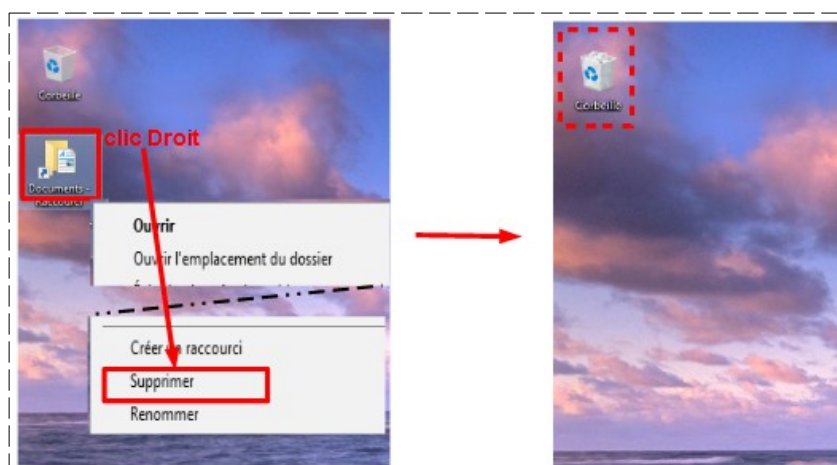 Corbeille
clic Droit
Documents -
Raccourci
Ouvrir
Ouvrir l'emplacement du dossier
Créer un raccourci
Supprimer
Renommer
Corbeille